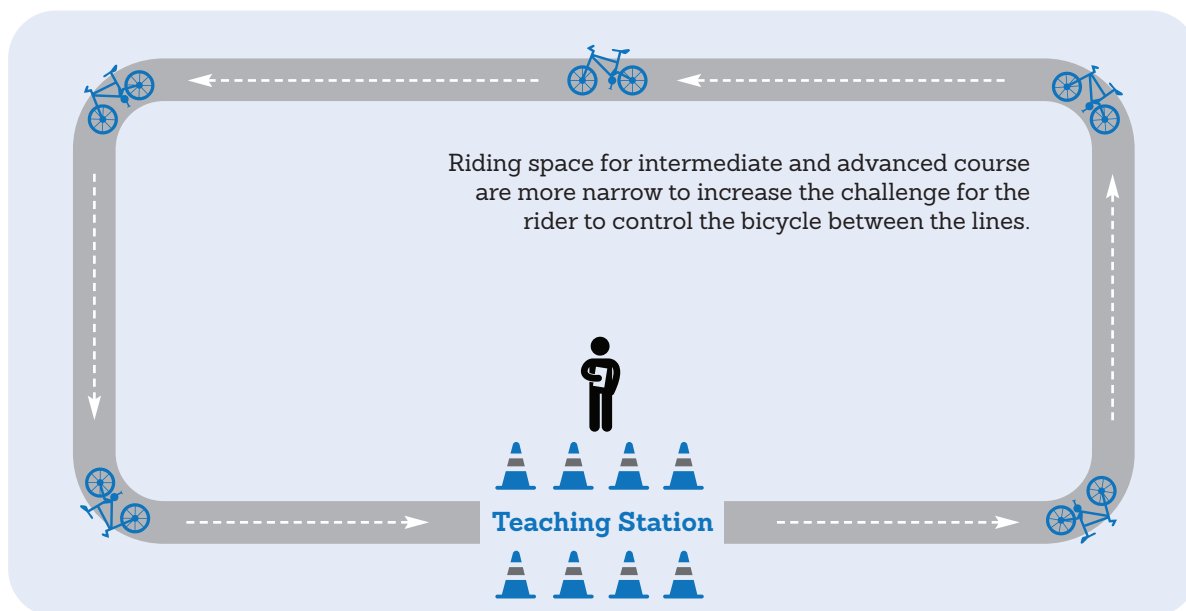 Riding space for intermediate and advanced course
are more narrow to increase the challenge for the
rider to control the bicycle between the lines.
Teaching Station